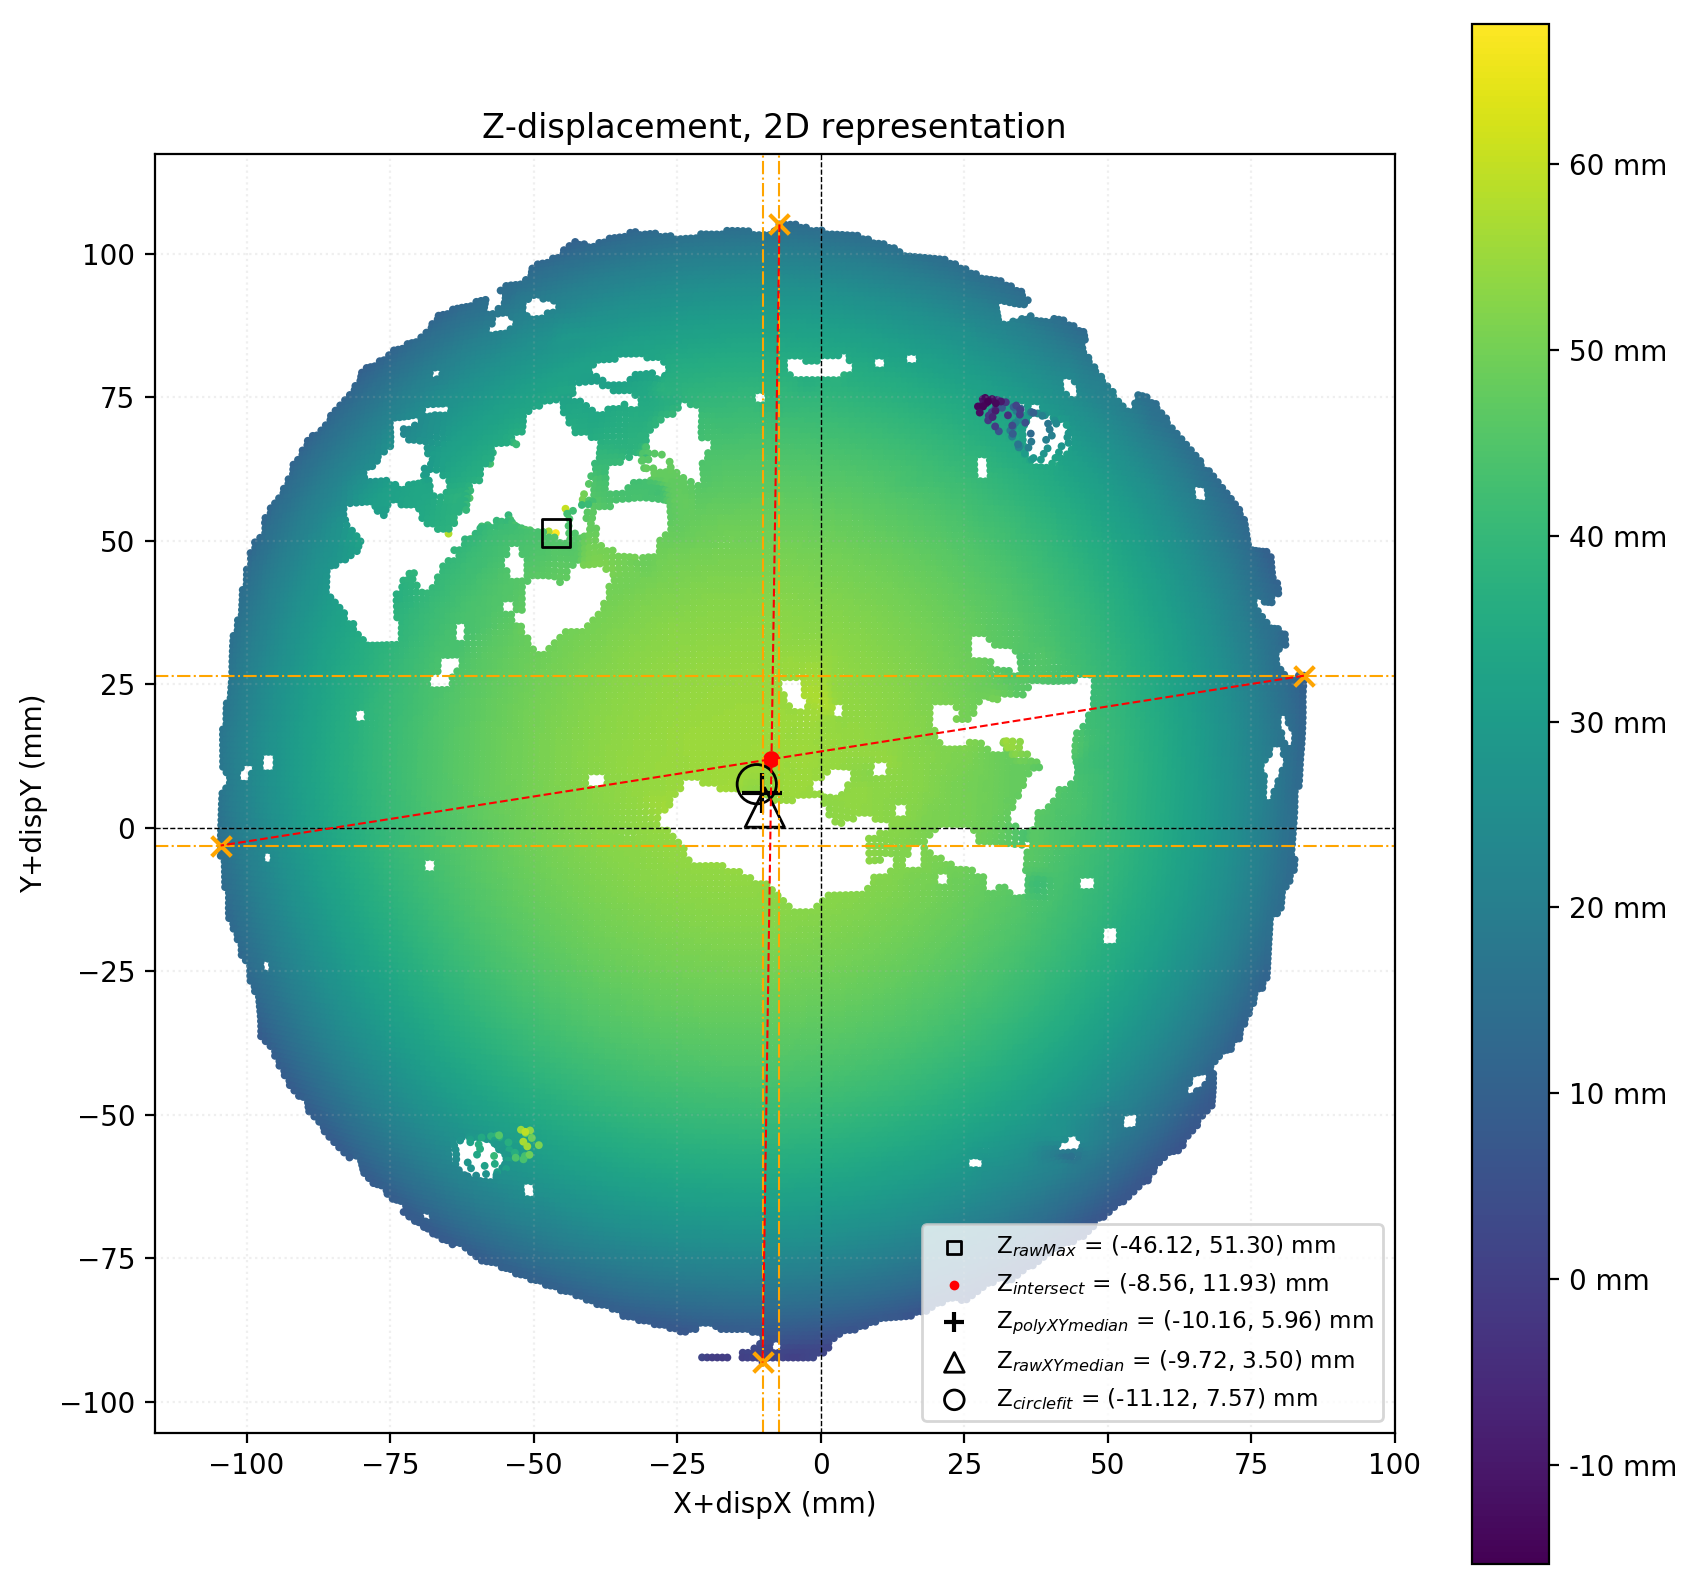 Z-displacement, 2D representation
60 mm
50 mm
40 mm
30 mm
20 mm
10 mm
0 mm
-10 mm
100
75
50
25
0
−25
−50
−75
−100
Y+dispY (mm)
−100
−75
−50
−25
0
25
50
75
100
X+dispX (mm)
ZrawMax = (-46.12, 51.30) mm
Zintersect = (-8.56, 11.93) mm
ZpolyXYmedian = (-10.16, 5.96) mm
ZrawXYmedian = (-9.72, 3.50) mm
Zcirclefit = (-11.12, 7.57) mm